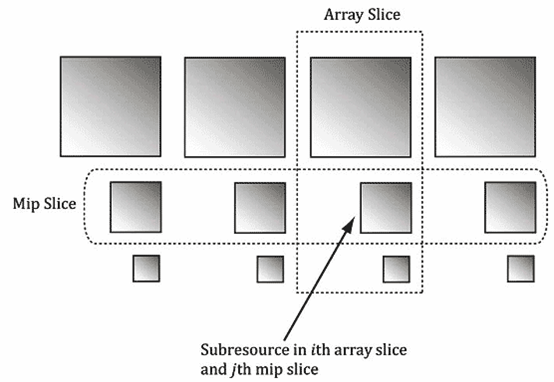 Array Slice
Mip Slice
Subresource in ith array slice
and jth mip slice